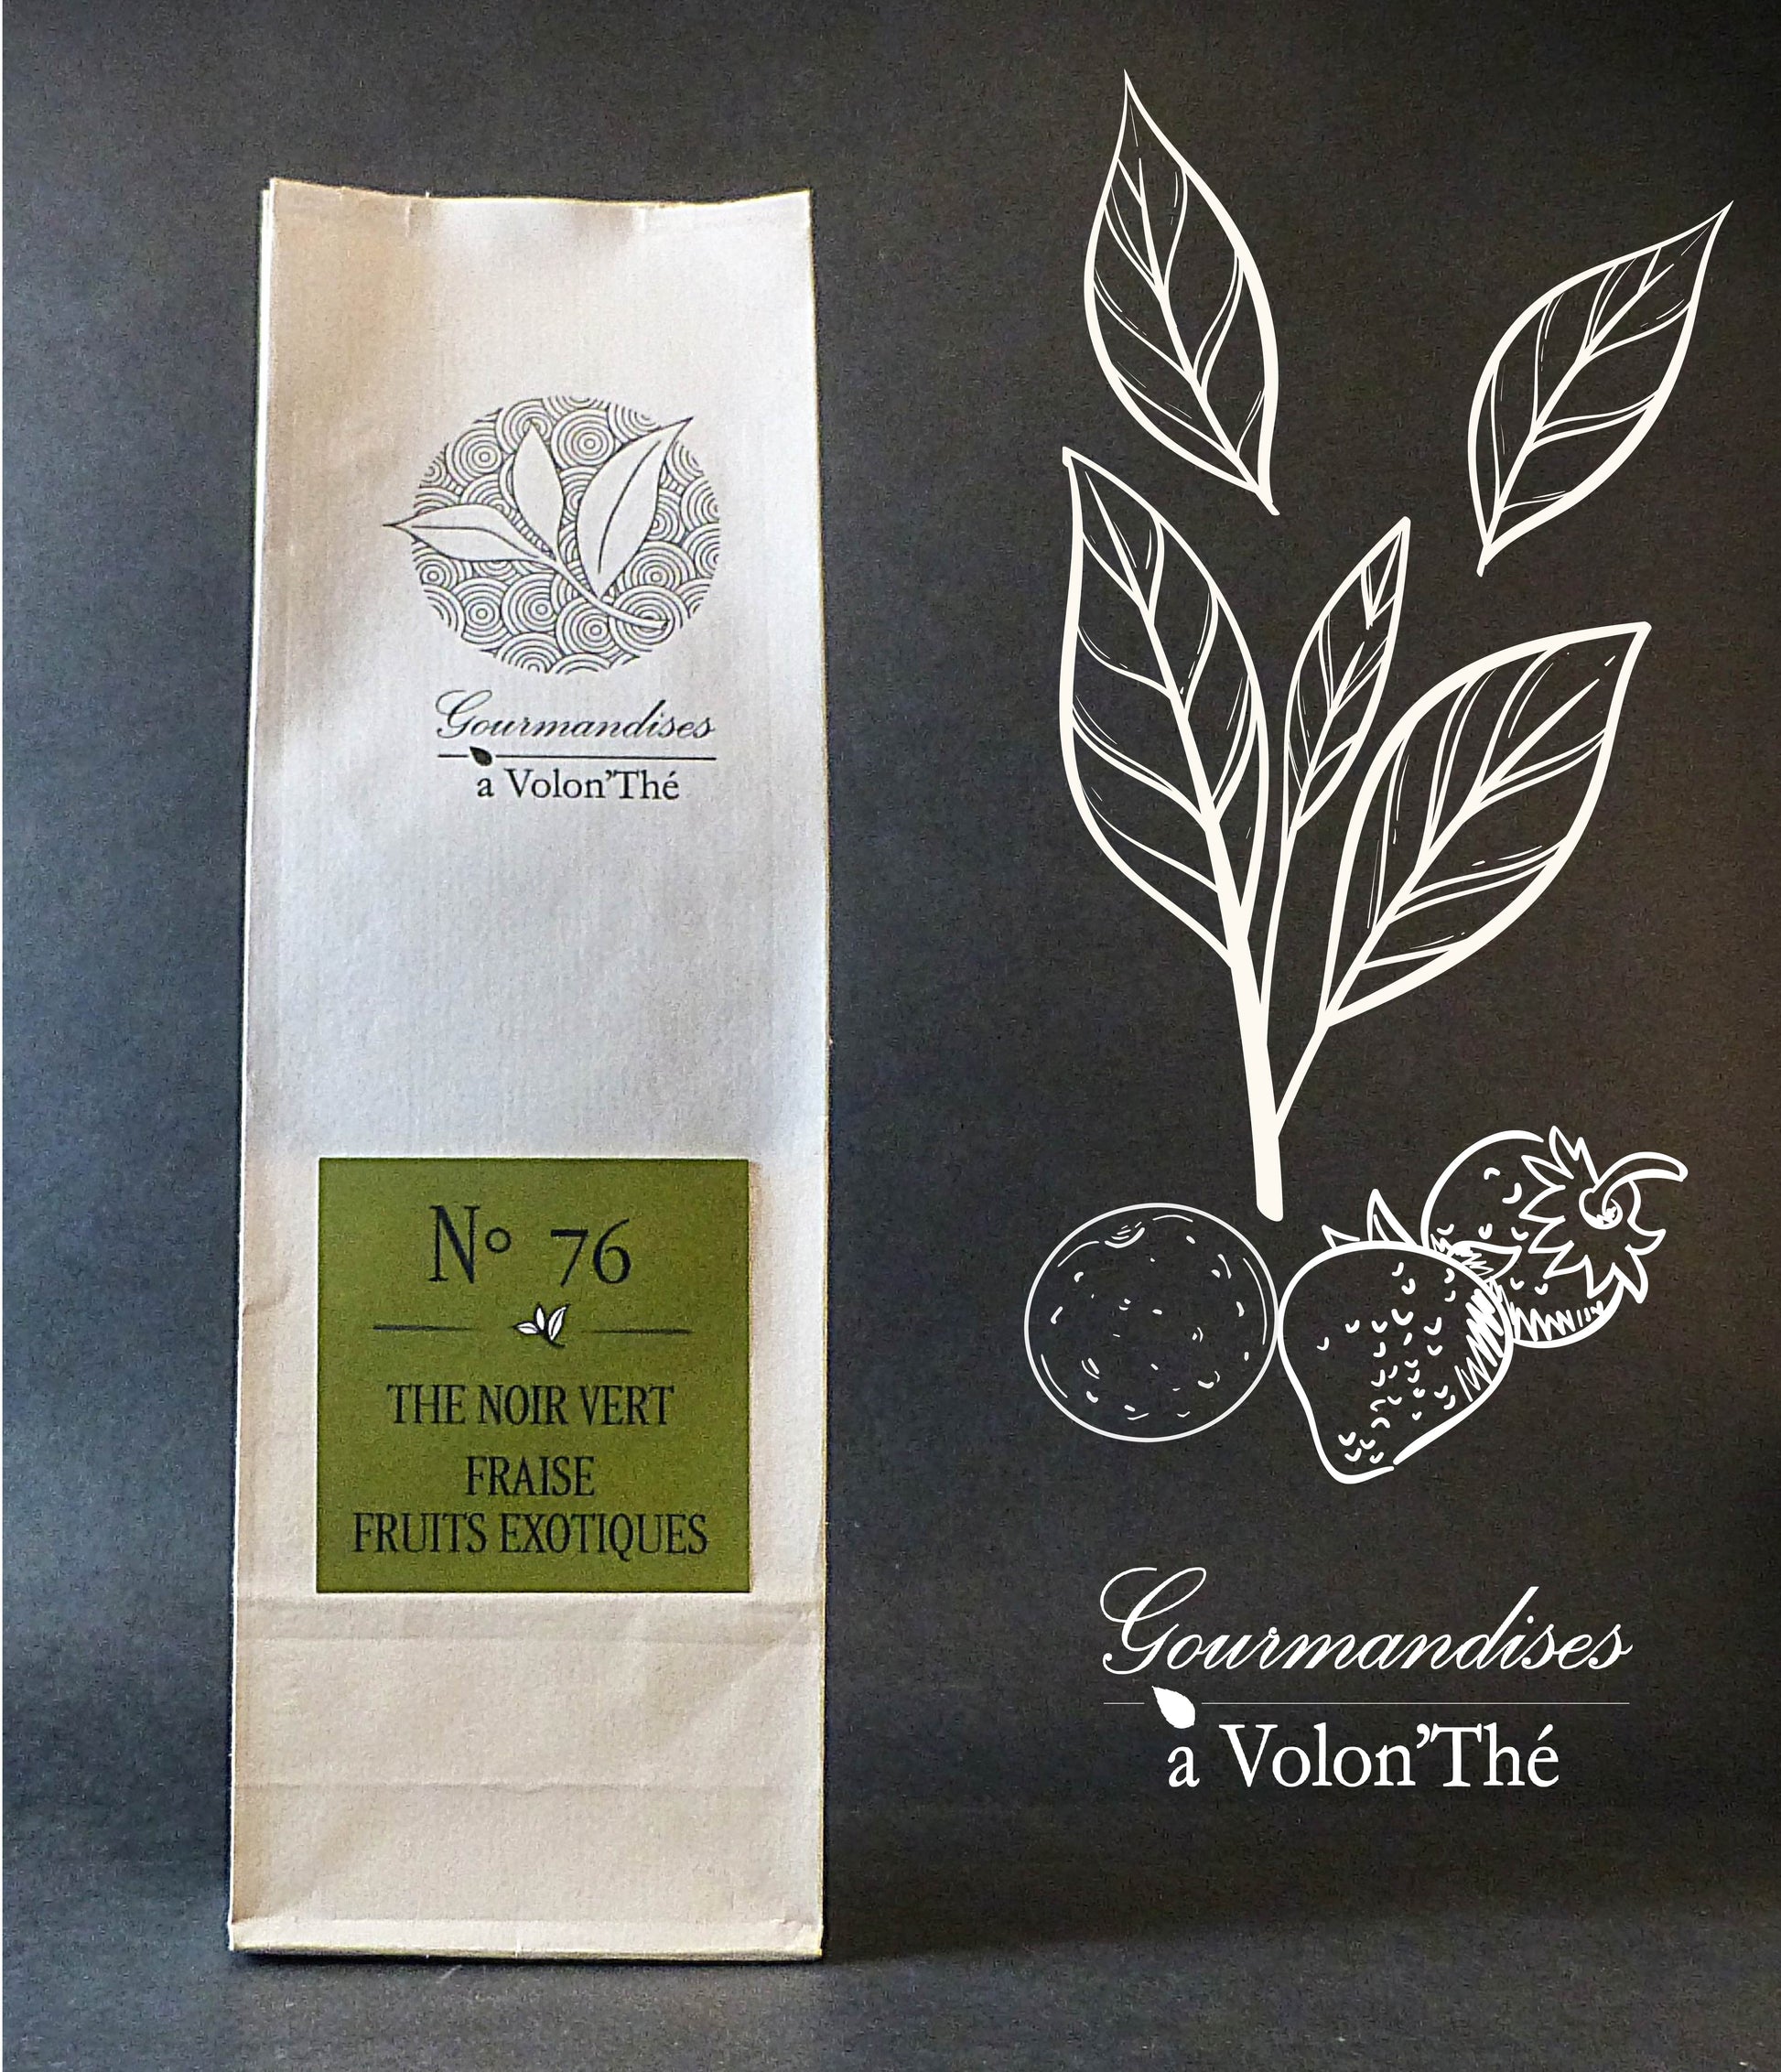 Gourmandises
a Volon'Thé
N° 76
THE NOIR VERT
FRAISE
FRUITS EXOTIQUES
Gourmandises
a Volon'Thé